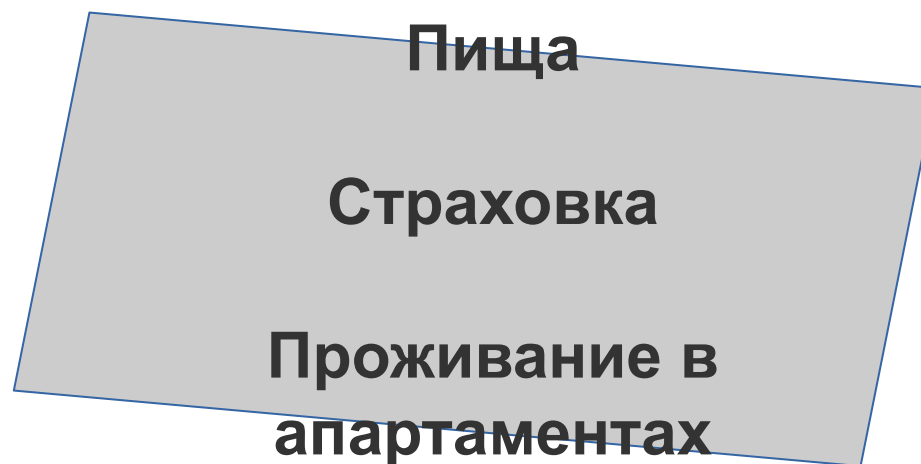 Пища
Страховка
Проживание в
апартаментах